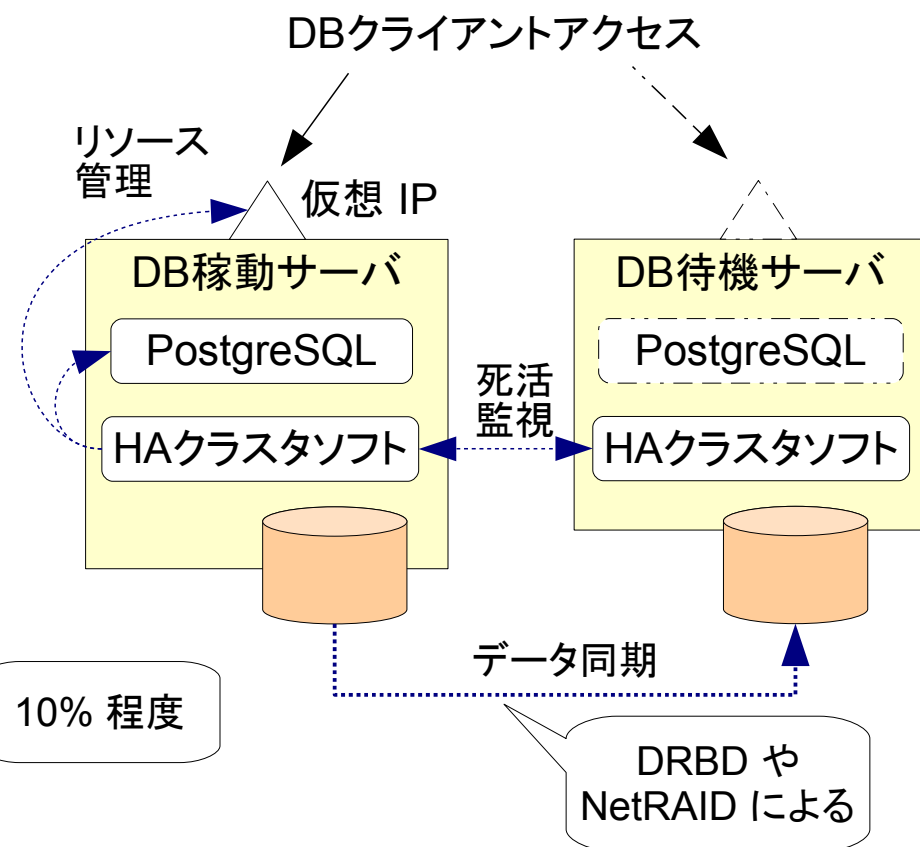 DBクライアントアクセス
リソース
管理
仮想 IP
DB稼動サーバ
DB待機サーバ
PostgreSQL
PostgreSQL
死活
監視
HAクラスタソフト
HAクラスタソフト
データ同期
10% 程度
DRBD や
NetRAID による